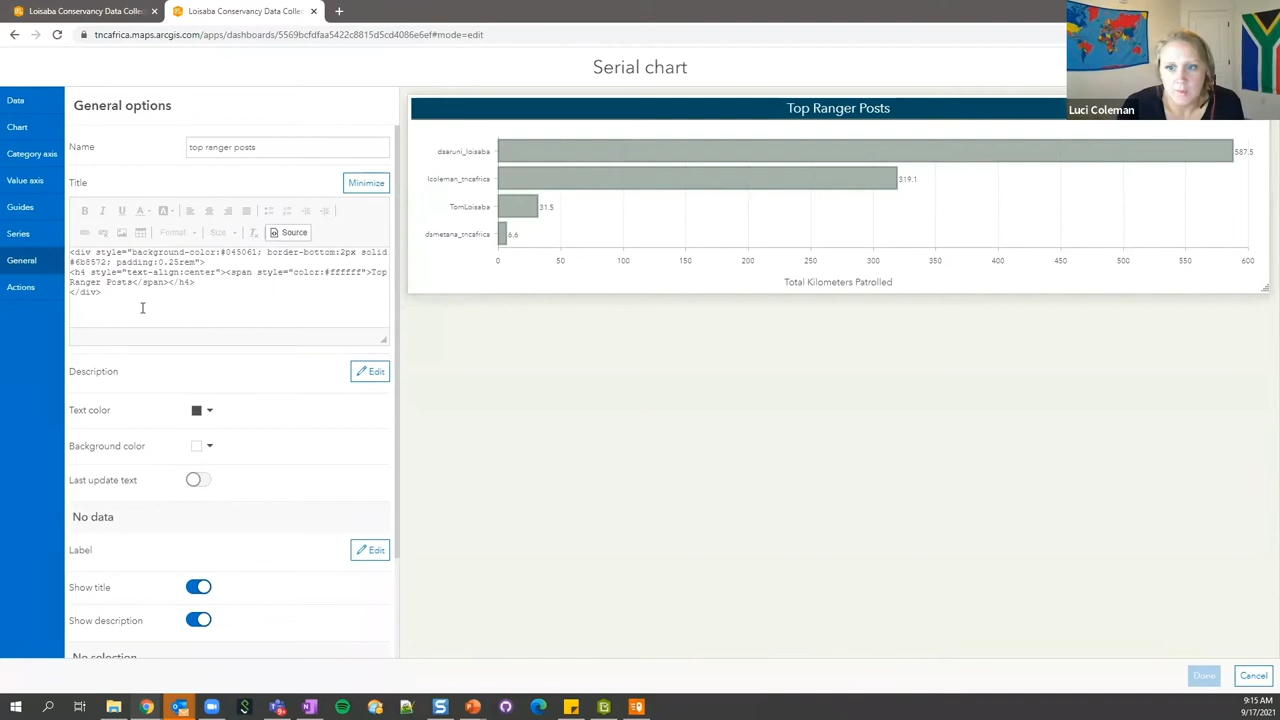 Loisaba Conservancy Data Collec
Loisaba Conservancy Data Collec
tncafrica.maps.arcgis.com/apps/dashboards/5569bcfdfaa5422c8815d5cd4086e6ef#mode=edit
Serial chart
Luci Coleman
Data
Chart
Category axis
Value axis
Guides
Series
General
Actions
General options
Name
top ranger posts
Title
Minimize
B I U A A
Format
Size
Source
<div style="background-color:#045061; border-bottom:2px solid
#6b8572; padding:0.25rem">
<h4 style="text-align:center"><span style="color:#ffffff">Top
Ranger Posts</span></h4>
</div>
Description
Edit
Text color
Background color
Last update text
No data
Label
Edit
Show title
Show description
No selection
Top Ranger Posts
dsaruni_loisaba
587.5
lcoleman_tncafrica
319.1
TomLoisaba
31.5
dsmetana_tncafrica
6.6
0 50 100 150 200 250 300 350 400 450 500 550 600
Total Kilometers Patrolled
Done
Cancel
9:15 AM
9/17/2021